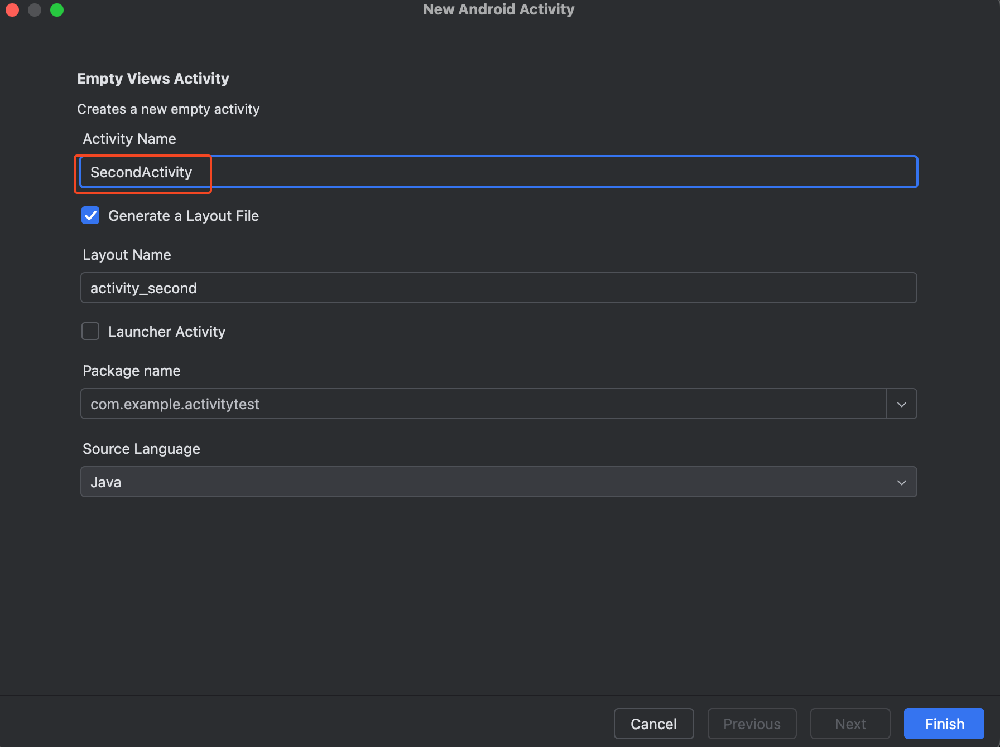 New Android Activity
Empty Views Activity
Creates a new empty activity
Activity Name
SecondActivity
Generate a Layout File
Layout Name
activity_second
Launcher Activity
Package name
com.example.activitytest
Source Language
Java
Cancel
Previous
Next
Finish